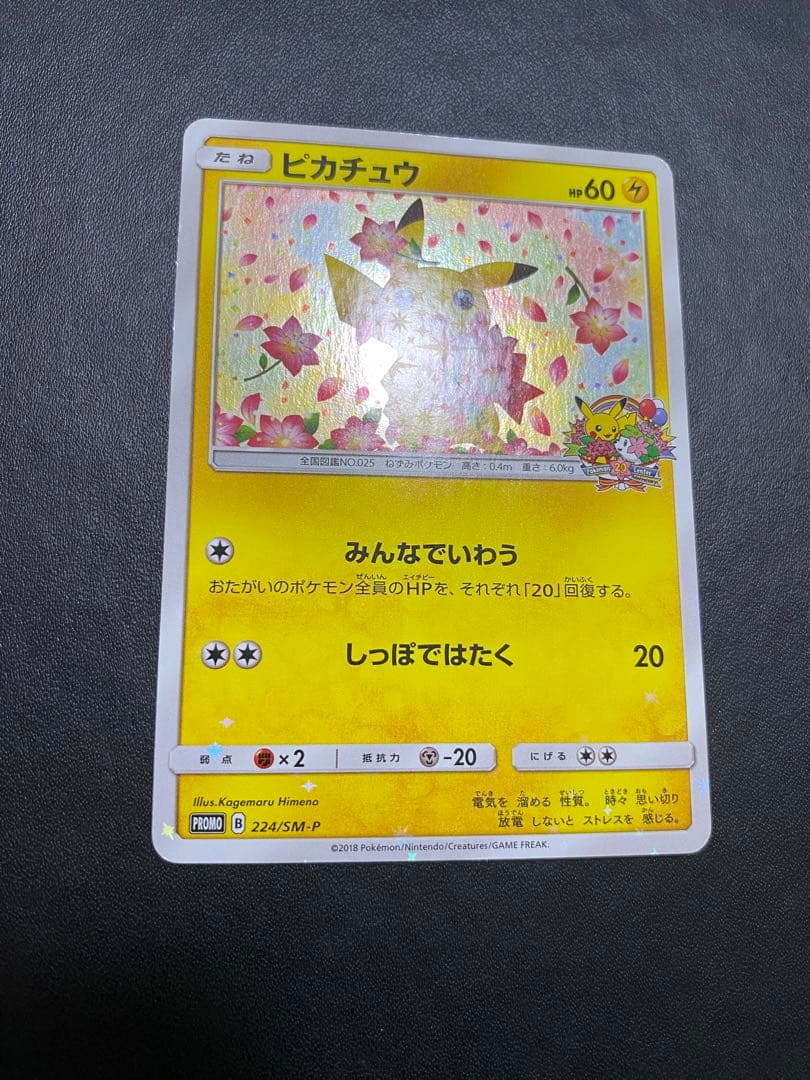 たね ピカチュウ HP60
全国図鑑NO.025 ねずみポケモン 高さ:0.4m 重さ:6.0kg
Pokémon 20 Center
みんなでいわう
おたがいのポケモン全員のHPを、それぞれ「20」回復する。
しっぽではたく 20
弱点 ×2 抵抗力 -20 にげる
Illus.Kagemaru Himeno
電気を 溜める 性質。 時々 思い切り
放電 しないと ストレスを 感じる。
PROMO B 224/SM-P
©2018 Pokémon/Nintendo/Creatures/GAME FREAK.